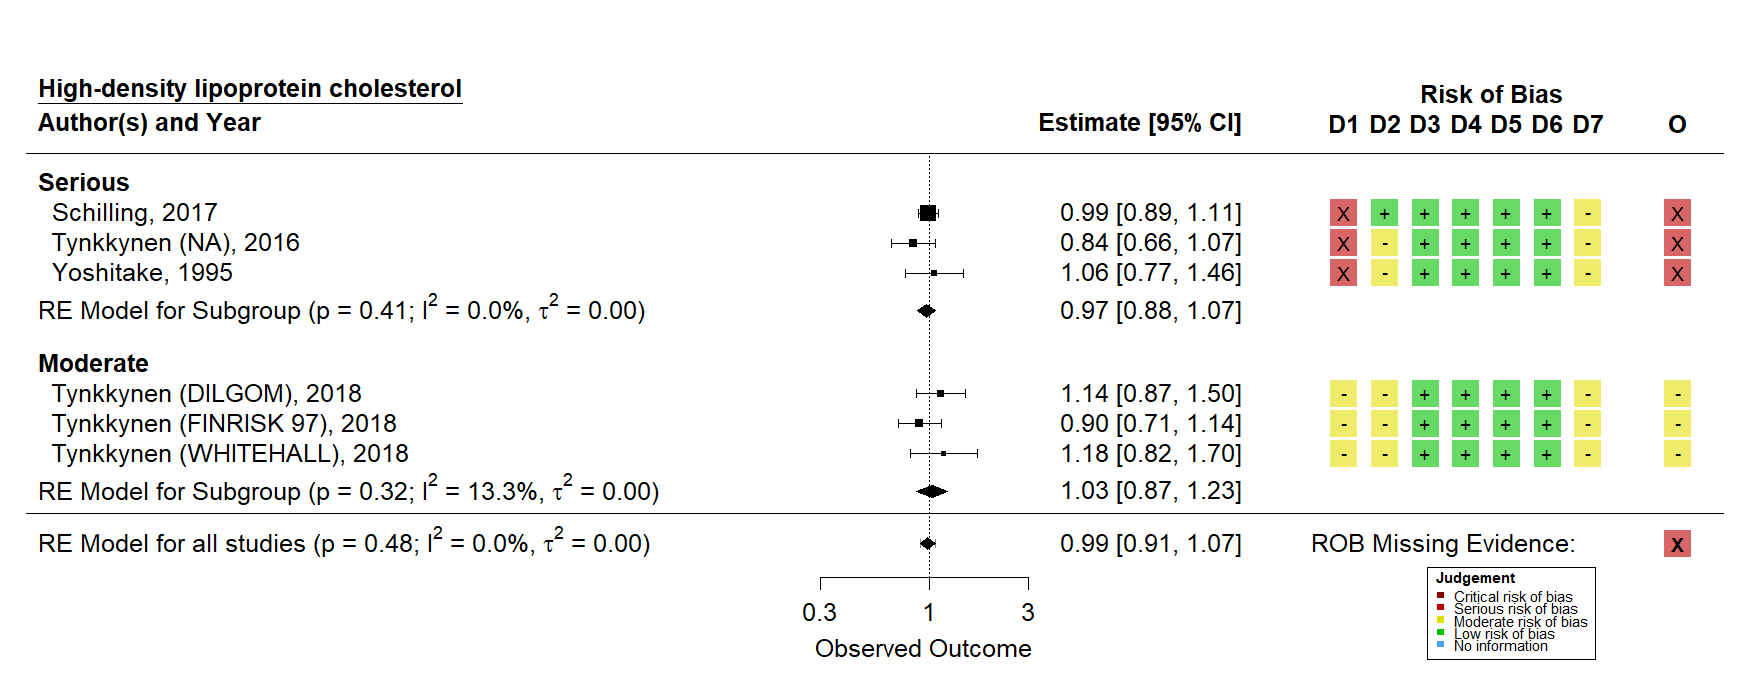 High-density lipoprotein cholesterol
Risk of Bias
Author(s) and Year Estimate [95% CI] D1 D2 D3 D4 D5 D6 D7 O
Serious
Schilling, 2017 0.99 [0.89, 1.11] X + + + + + - X
Tynkkynen (NA), 2016 0.84 [0.66, 1.07] X - + + + + - X
Yoshitake, 1995 1.06 [0.77, 1.46] X - + + + + - X
RE Model for Subgroup (p = 0.41; I² = 0.0%, τ² = 0.00) 0.97 [0.88, 1.07]
Moderate
Tynkkynen (DILGOM), 2018 1.14 [0.87, 1.50] - - + + + + - -
Tynkkynen (FINRISK 97), 2018 0.90 [0.71, 1.14] - - + + + + - -
Tynkkynen (WHITEHALL), 2018 1.18 [0.82, 1.70] - - + + + + - -
RE Model for Subgroup (p = 0.32; I² = 13.3%, τ² = 0.00) 1.03 [0.87, 1.23]
RE Model for all studies (p = 0.48; I² = 0.0%, τ² = 0.00) 0.99 [0.91, 1.07] ROB Missing Evidence: X
0.3 1 3
Observed Outcome
Judgement
Critical risk of bias
Serious risk of bias
Moderate risk of bias
Low risk of bias
No information